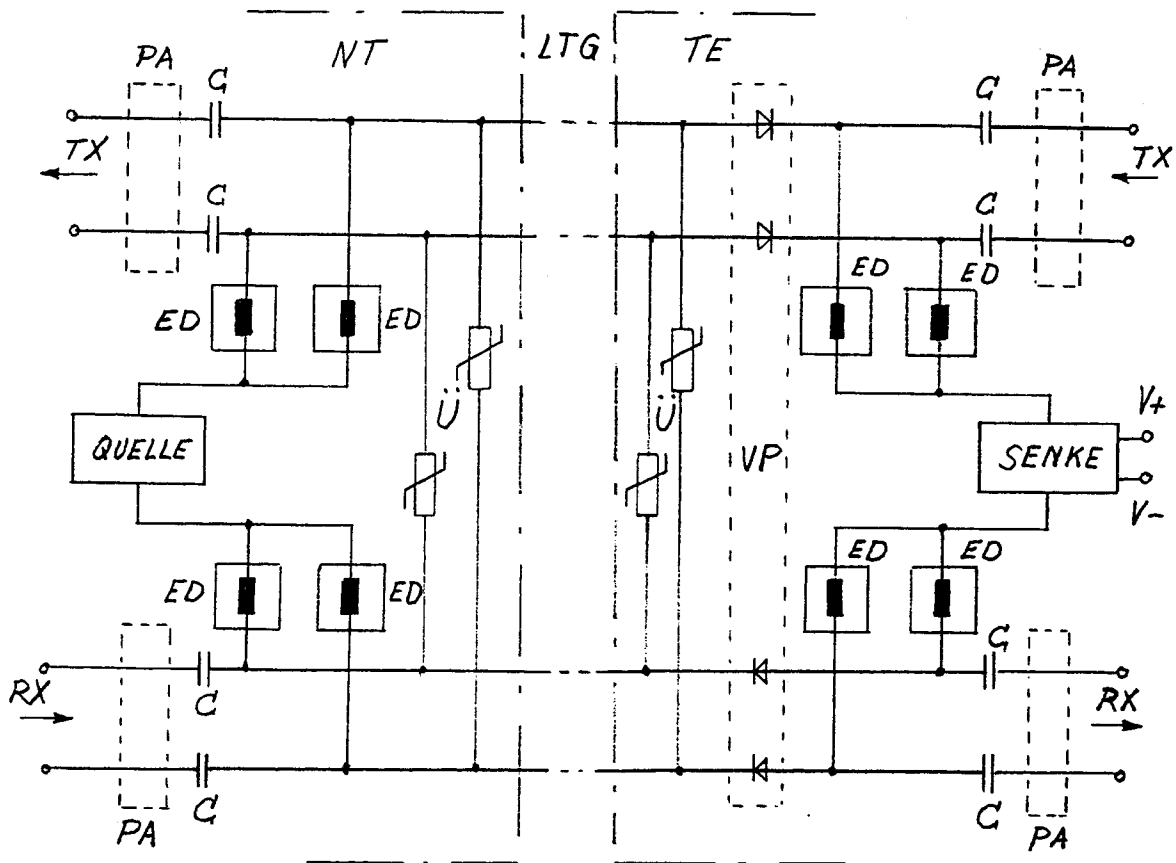 NT LTG TE
PA C C PA
TX TX
C C
ED ED ED ED
Ü Ü
QUELLE VP SENKE V+
V-
ED ED ED ED
RX C C RX
C C
PA PA